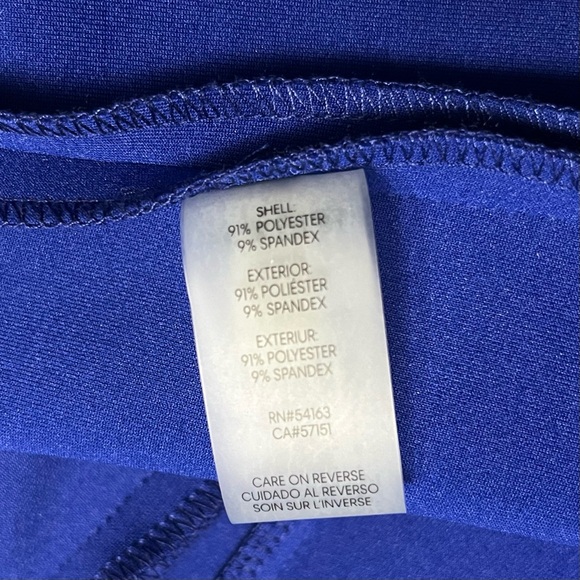 SHELL:
91% POLYESTER
9% SPANDEX
EXTERIOR:
91% POLIÉSTER
9% SPANDEX
EXTERIUR:
91% POLYESTER
9% SPANDEX
RN#54163
CA#57151
CARE ON REVERSE
CUIDADO AL REVERSO
SOIN SUR L'INVERSE